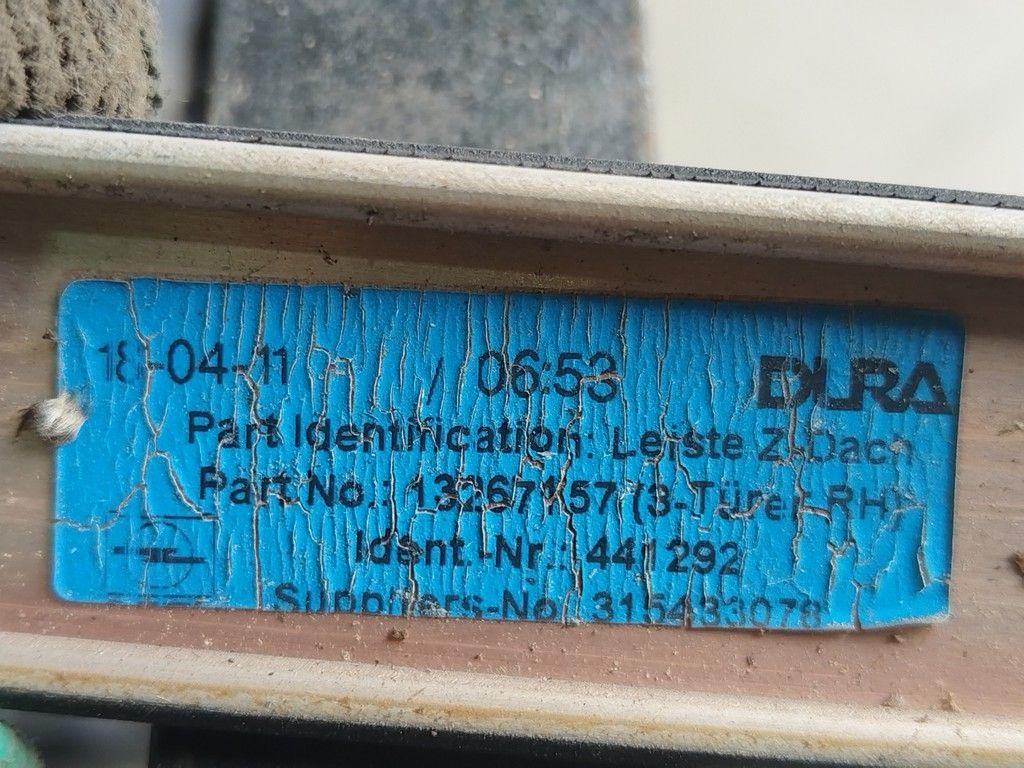 18-04-11 / 06:53 DURA
Part Identification: Leiste Z-Dach
Part No.: 13267157 (3-Türer RH)
Ident.-Nr.: 441292
Suppliers-No. 315433078